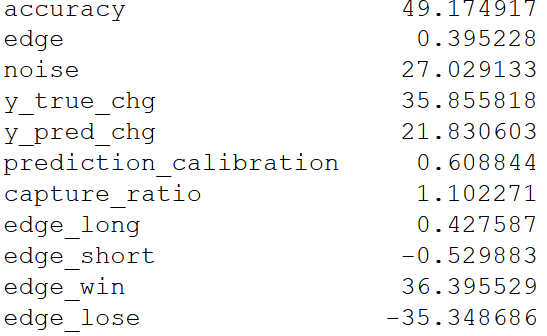 accuracy 49.174917
edge 0.395228
noise 27.029133
y_true_chg 35.855818
y_pred_chg 21.830603
prediction_calibration 0.608844
capture_ratio 1.102271
edge_long 0.427587
edge_short -0.529883
edge_win 36.395529
edge_lose -35.348686